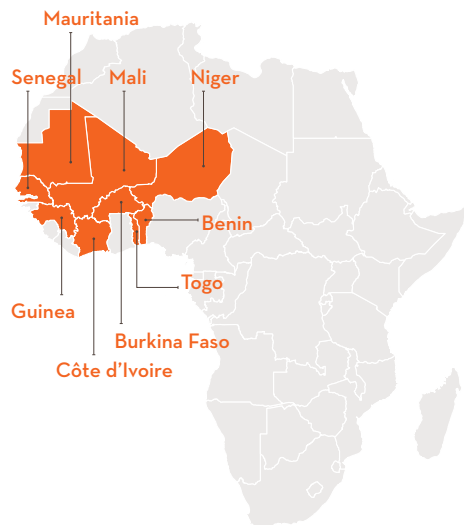 Mauritania
Senegal
Mali
Niger
Benin
Togo
Guinea
Burkina Faso
Côte d'Ivoire